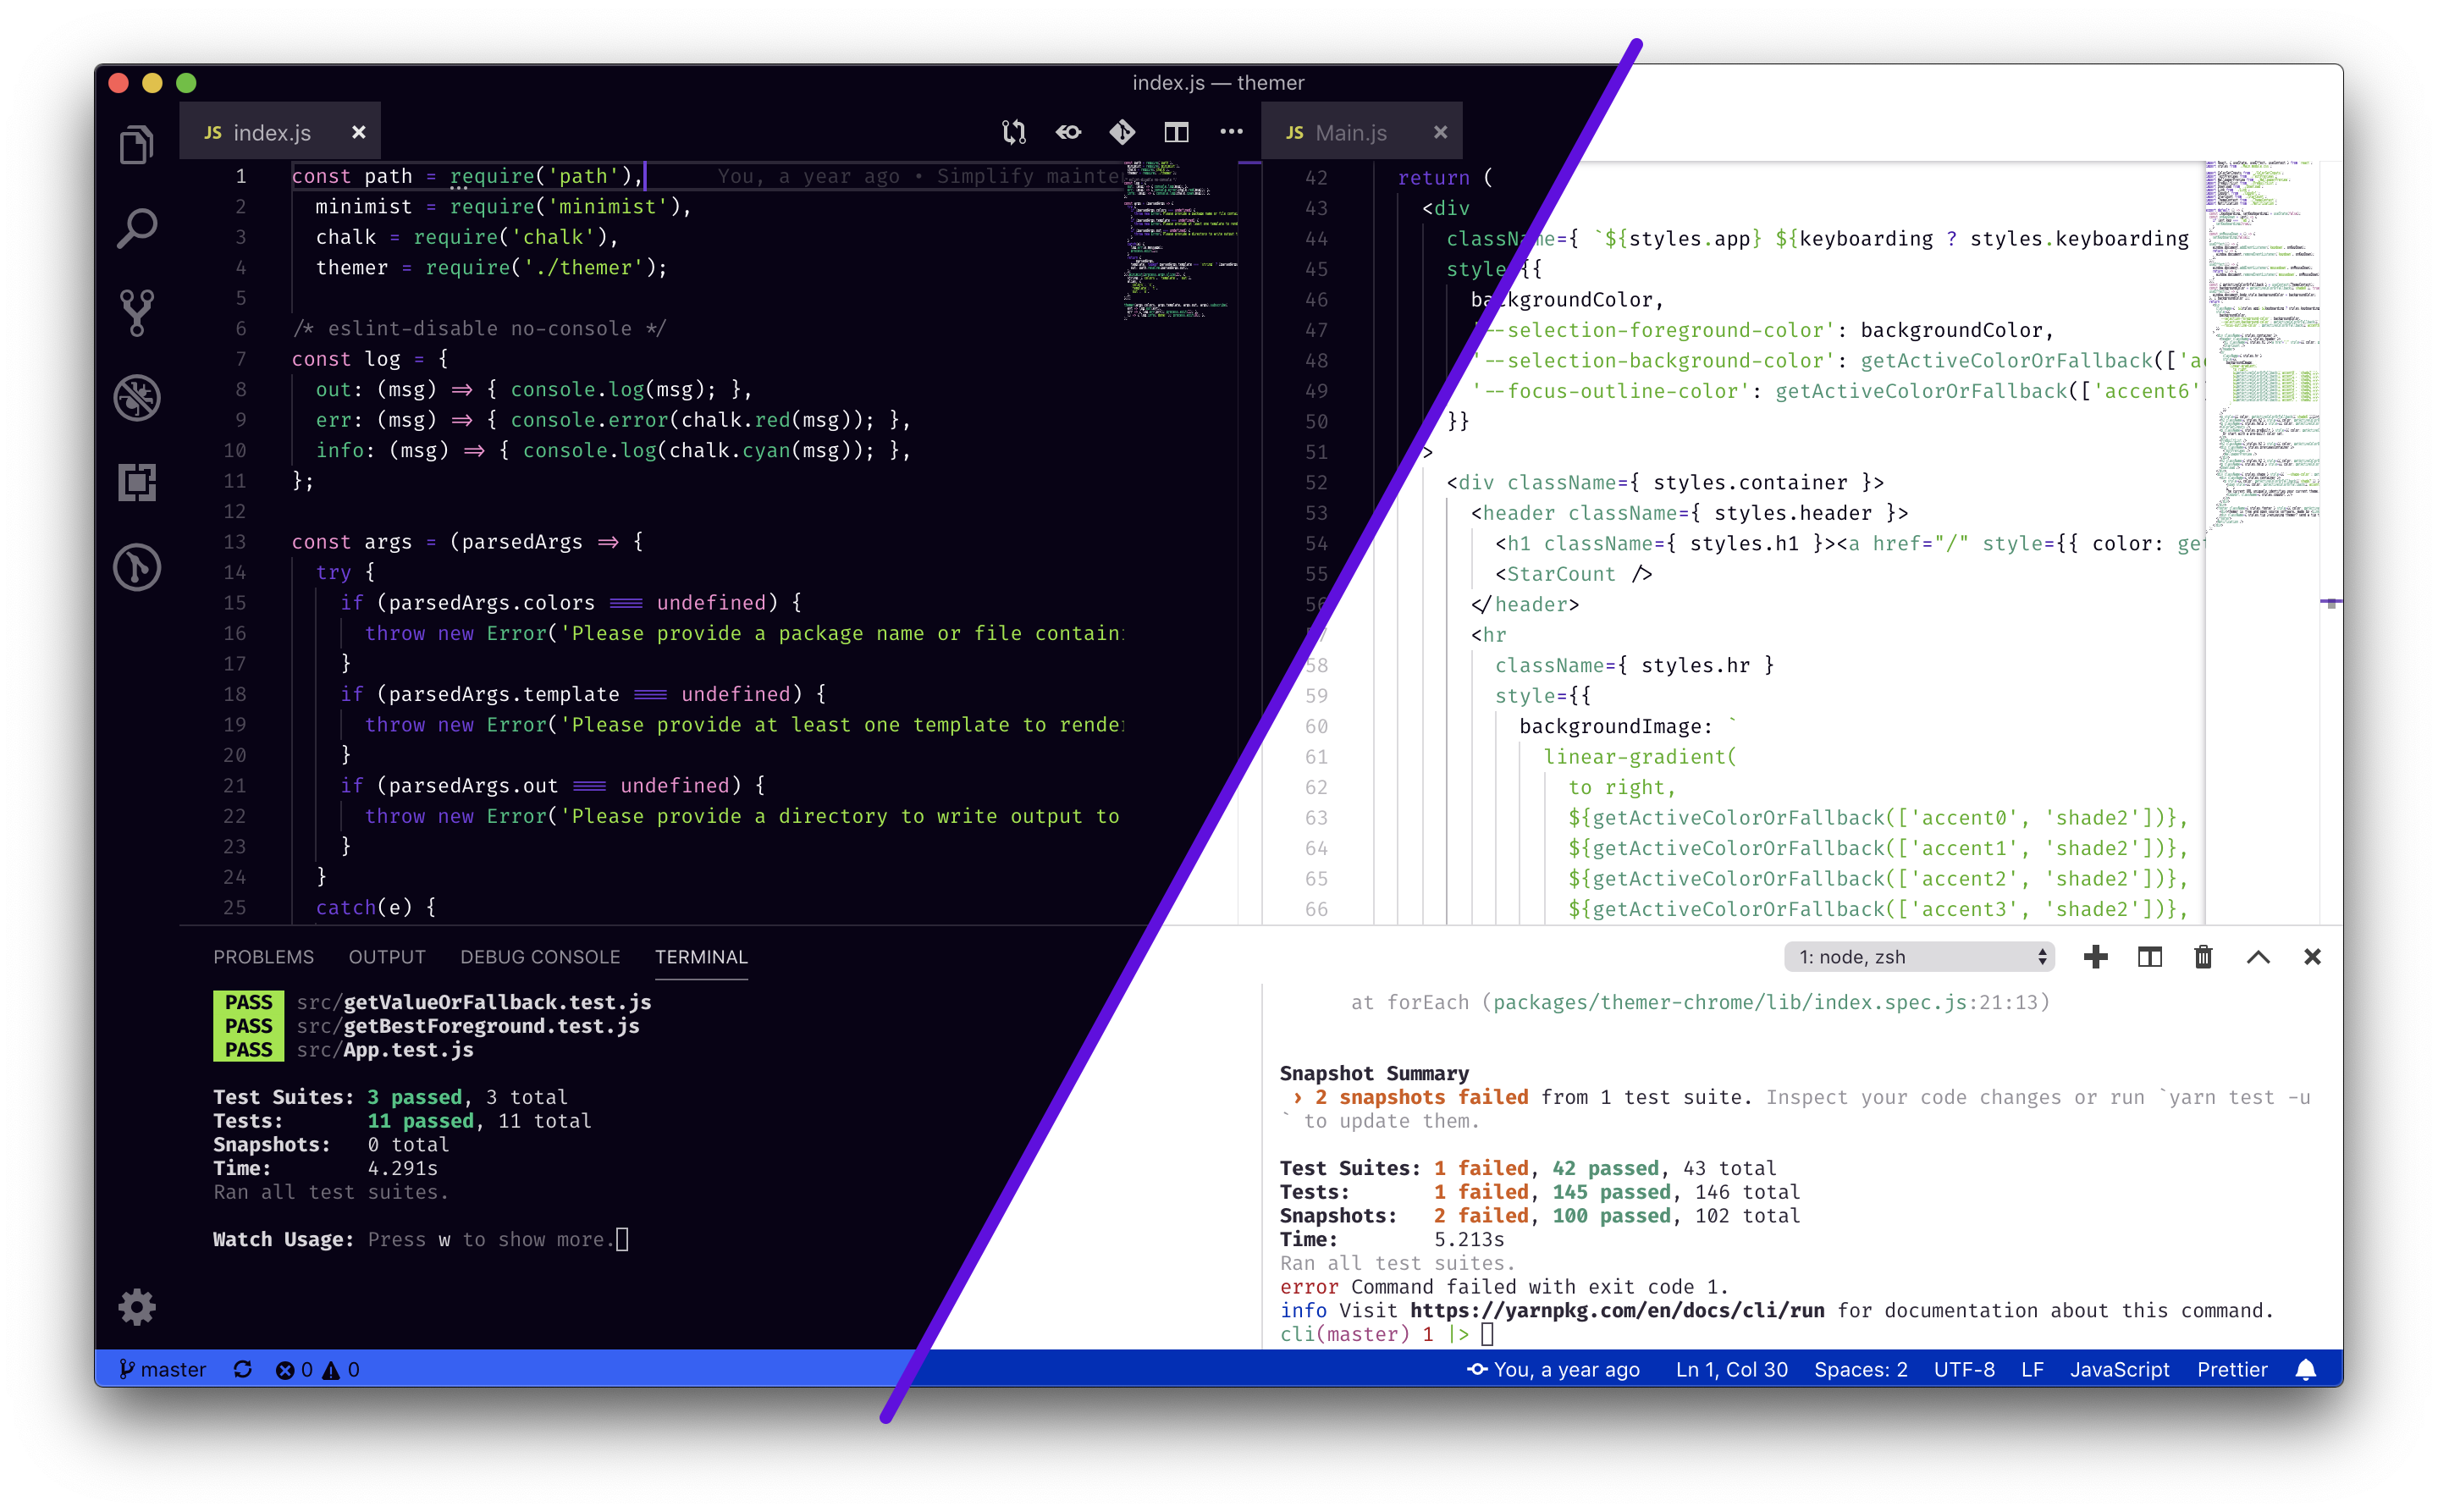 index.js — themer
JS index.js ×
JS Main.js ×
1 const path = require('path'), You, a year ago • Simplify mainte
2 minimist = require('minimist'),
3 chalk = require('chalk'),
4 themer = require('./themer');
5
6 /* eslint-disable no-console */
7 const log = {
8 out: (msg) => { console.log(msg); },
9 err: (msg) => { console.error(chalk.red(msg)); },
10 info: (msg) => { console.log(chalk.cyan(msg)); },
11 };
12
13 const args = (parsedArgs => {
14 try {
15 if (parsedArgs.colors === undefined) {
16 throw new Error('Please provide a package name or file contain
17 }
18 if (parsedArgs.template === undefined) {
19 throw new Error('Please provide at least one template to rende
20 }
21 if (parsedArgs.out === undefined) {
22 throw new Error('Please provide a directory to write output to
23 }
24 }
25 catch(e) {
42 return (
43 <div
44 className={ `${styles.app} ${keyboarding ? styles.keyboarding
45 style={{
46 backgroundColor,
47 '--selection-foreground-color': backgroundColor,
48 '--selection-background-color': getActiveColorOrFallback(['a
49 '--focus-outline-color': getActiveColorOrFallback(['accent6'
50 }}
51 >
52 <div className={ styles.container }>
53 <header className={ styles.header }>
54 <h1 className={ styles.h1 }><a href="/" style={{ color: ge
55 <StarCount />
56 </header>
57 <hr
58 className={ styles.hr }
59 style={{
60 backgroundImage: `
61 linear-gradient(
62 to right,
63 ${getActiveColorOrFallback(['accent0', 'shade2'])},
64 ${getActiveColorOrFallback(['accent1', 'shade2'])},
65 ${getActiveColorOrFallback(['accent2', 'shade2'])},
66 ${getActiveColorOrFallback(['accent3', 'shade2'])},
PROBLEMS OUTPUT DEBUG CONSOLE TERMINAL
1: node, zsh
PASS src/getValueOrFallback.test.js
PASS src/getBestForeground.test.js
PASS src/App.test.js
Test Suites: 3 passed, 3 total
Tests: 11 passed, 11 total
Snapshots: 0 total
Time: 4.291s
Ran all test suites.
Watch Usage: Press w to show more.
at forEach (packages/themer-chrome/lib/index.spec.js:21:13)
Snapshot Summary
› 2 snapshots failed from 1 test suite. Inspect your code changes or run `yarn test -u
` to update them.
Test Suites: 1 failed, 42 passed, 43 total
Tests: 1 failed, 145 passed, 146 total
Snapshots: 2 failed, 100 passed, 102 total
Time: 5.213s
Ran all test suites.
error Command failed with exit code 1.
info Visit https://yarnpkg.com/en/docs/cli/run for documentation about this command.
cli(master) 1 |>
master 0 0
You, a year ago Ln 1, Col 30 Spaces: 2 UTF-8 LF JavaScript Prettier